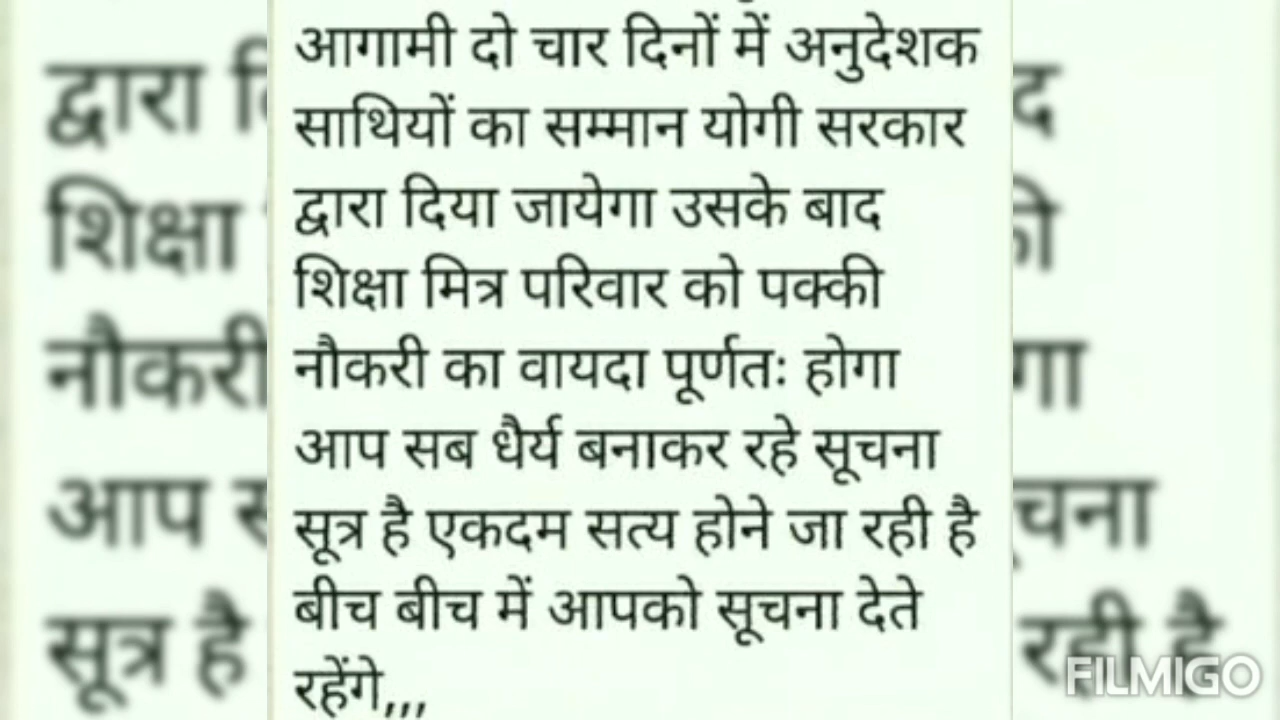 आगामी दो चार दिनों में अनुदेशक
साथियों का सम्मान योगी सरकार
द्वारा दिया जायेगा उसके बाद
शिक्षा मित्र परिवार को पक्की
नौकरी का वायदा पूर्णतः होगा
आप सब धैर्य बनाकर रहे सूचना
सूत्र है एकदम सत्य होने जा रही है
बीच बीच में आपको सूचना देते
रहेंगे,,,
FILMIGO